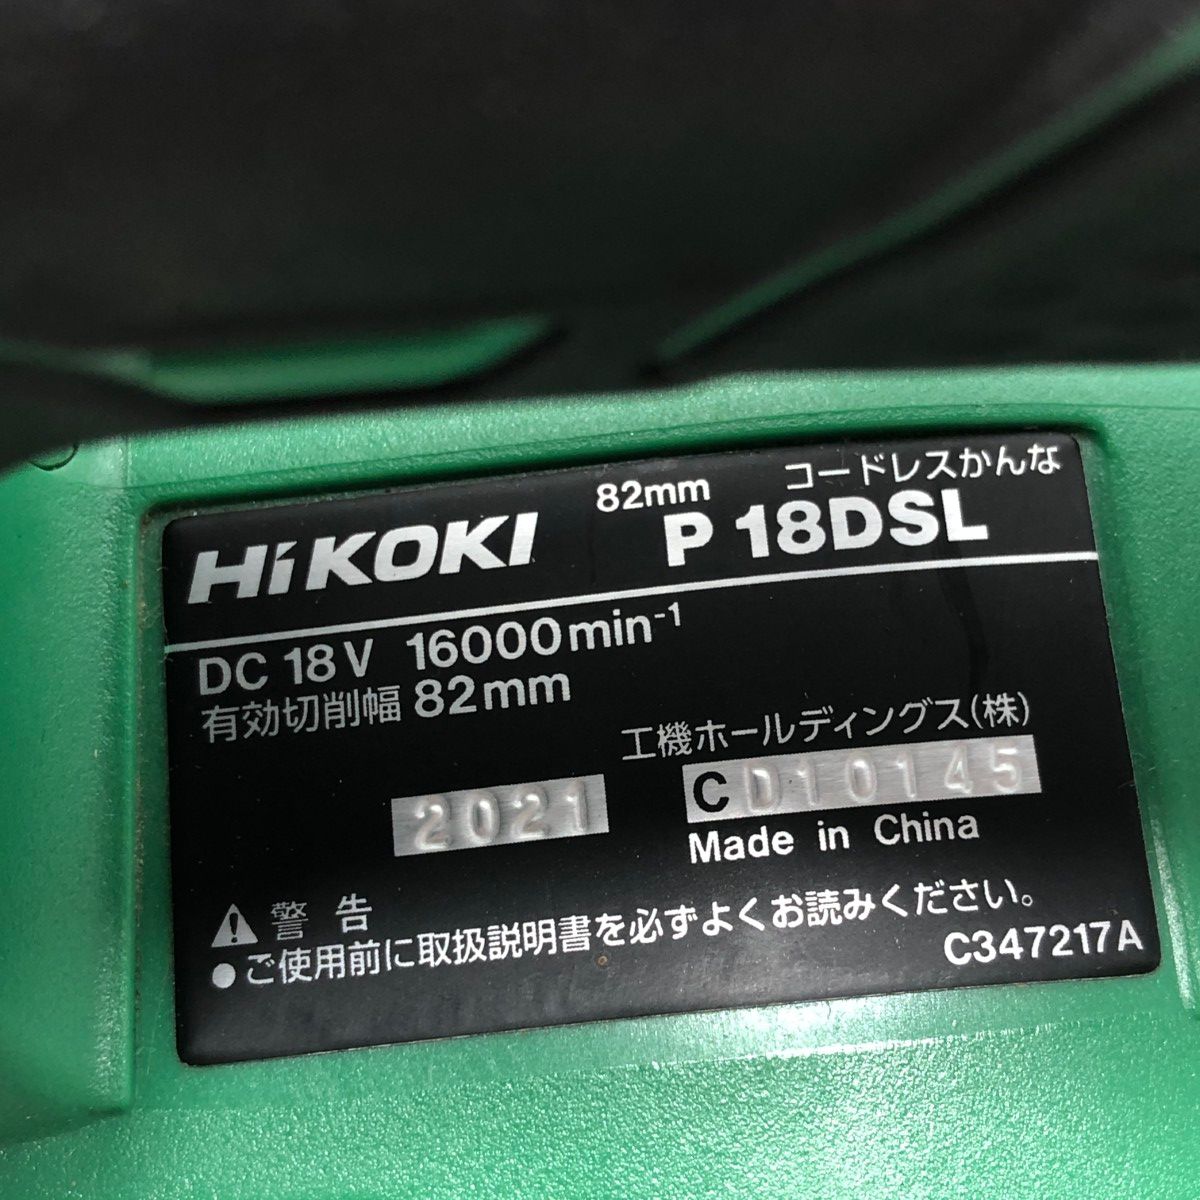 コードレスかんな
HiKOKI 82mm P 18DSL
DC 18V 16000min⁻¹
有効切削幅 82mm
工機ホールディングス(株)
2021 CD10145
Made in China
⚠ 警告
●ご使用前に取扱説明書を必ずよくお読みください。
C347217A